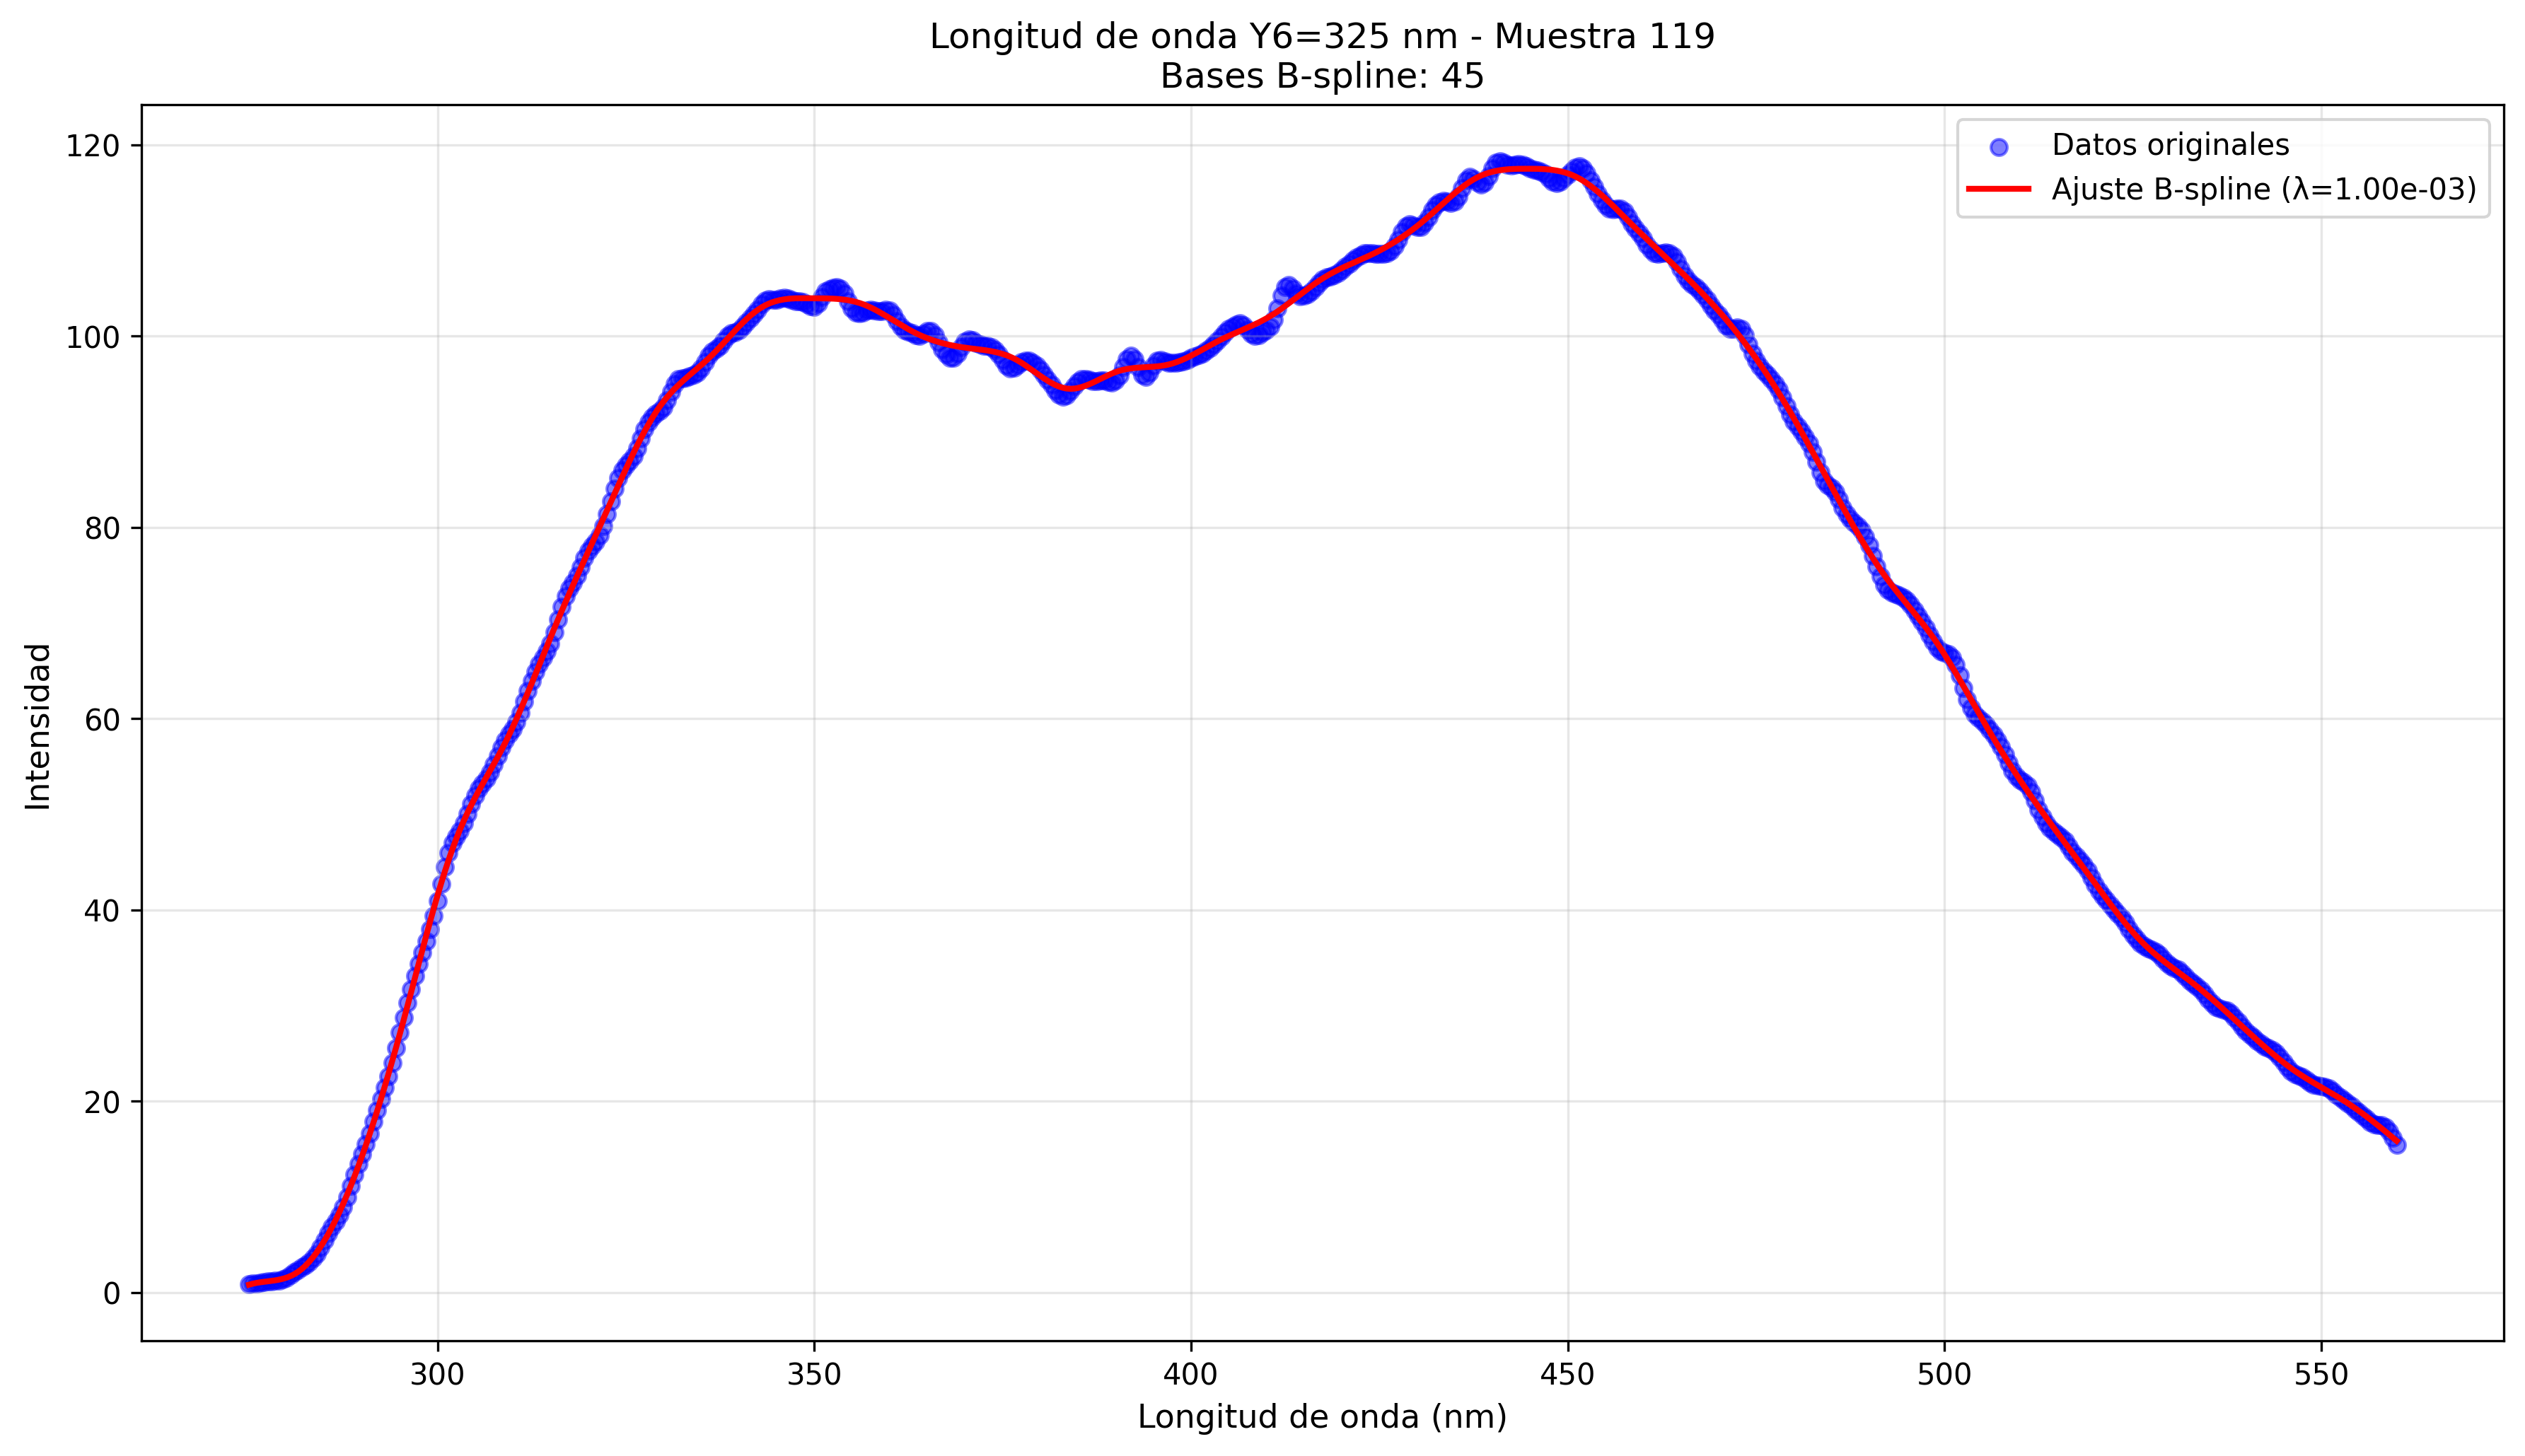 Longitud de onda Y6=325 nm - Muestra 119
Bases B-spline: 45
Datos originales
Ajuste B-spline (λ=1.00e-03)
Intensidad
120
100
80
60
40
20
0
300 350 400 450 500 550
Longitud de onda (nm)